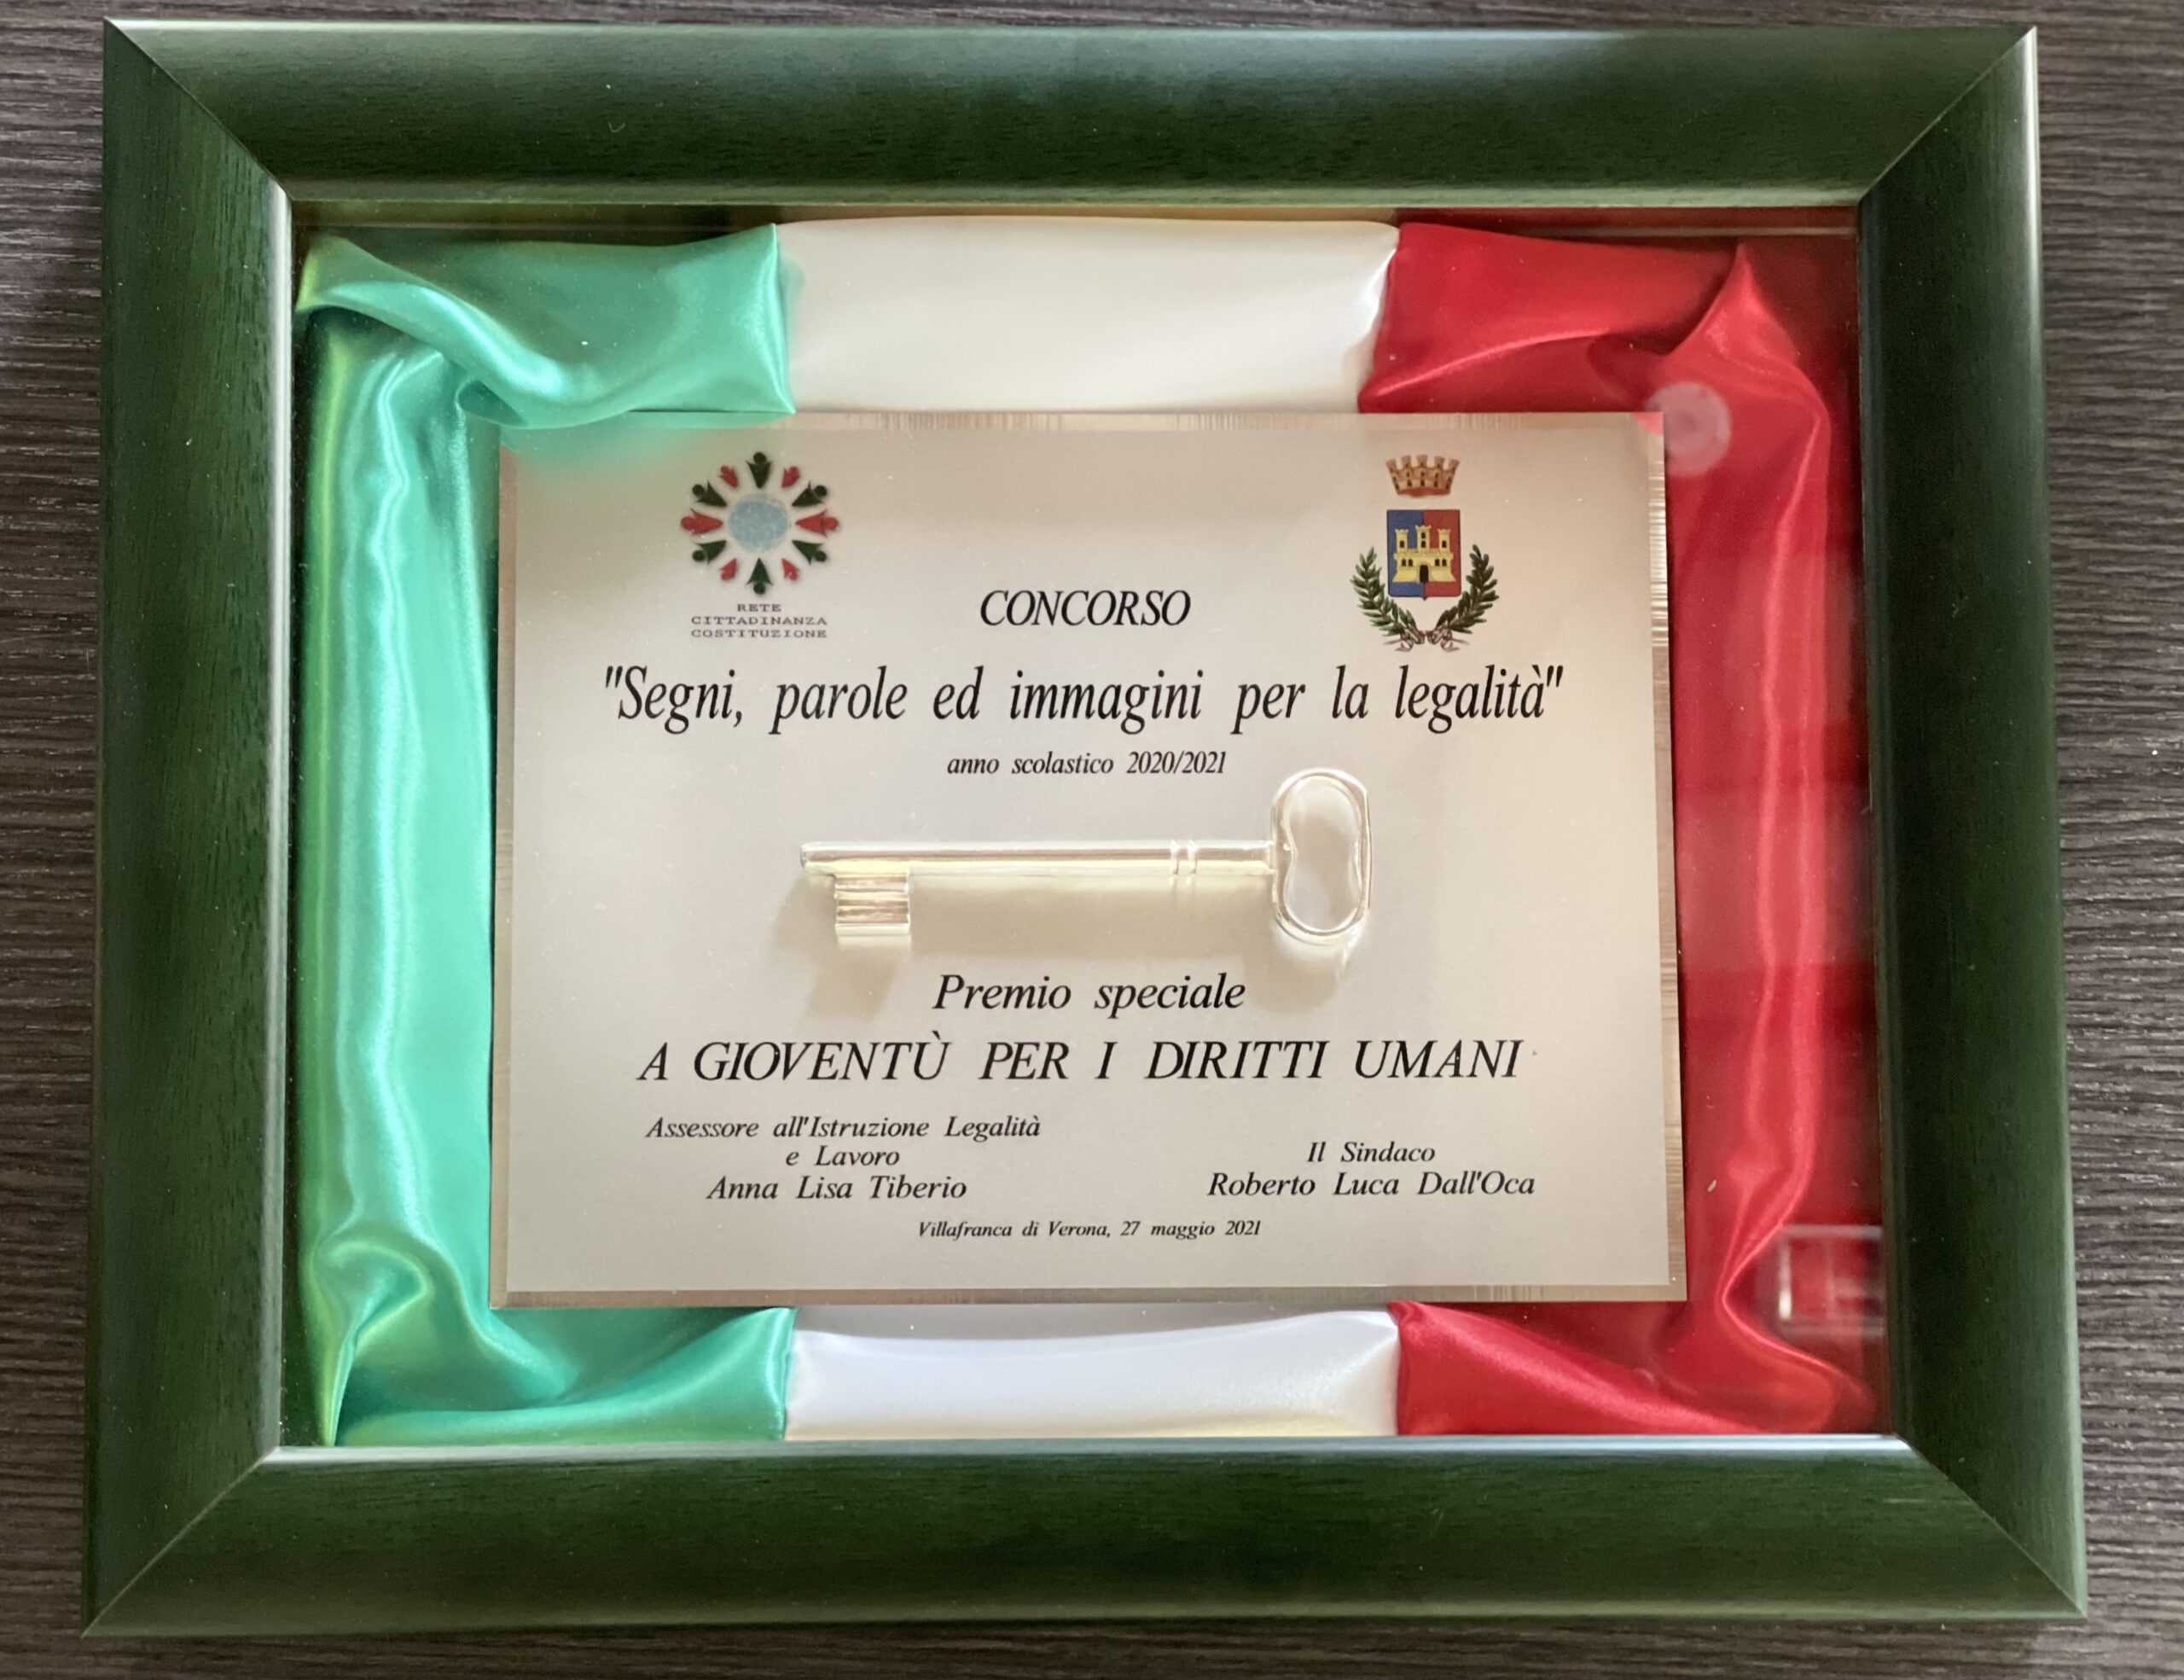 RETE
CITTADINANZA
COSTITUZIONE
CONCORSO
"Segni, parole ed immagini per la legalità"
anno scolastico 2020/2021
Premio speciale
A GIOVENTÙ PER I DIRITTI UMANI
Assessore all'Istruzione Legalità
e Lavoro
Anna Lisa Tiberio
Il Sindaco
Roberto Luca Dall'Oca
Villafranca di Verona, 27 maggio 2021